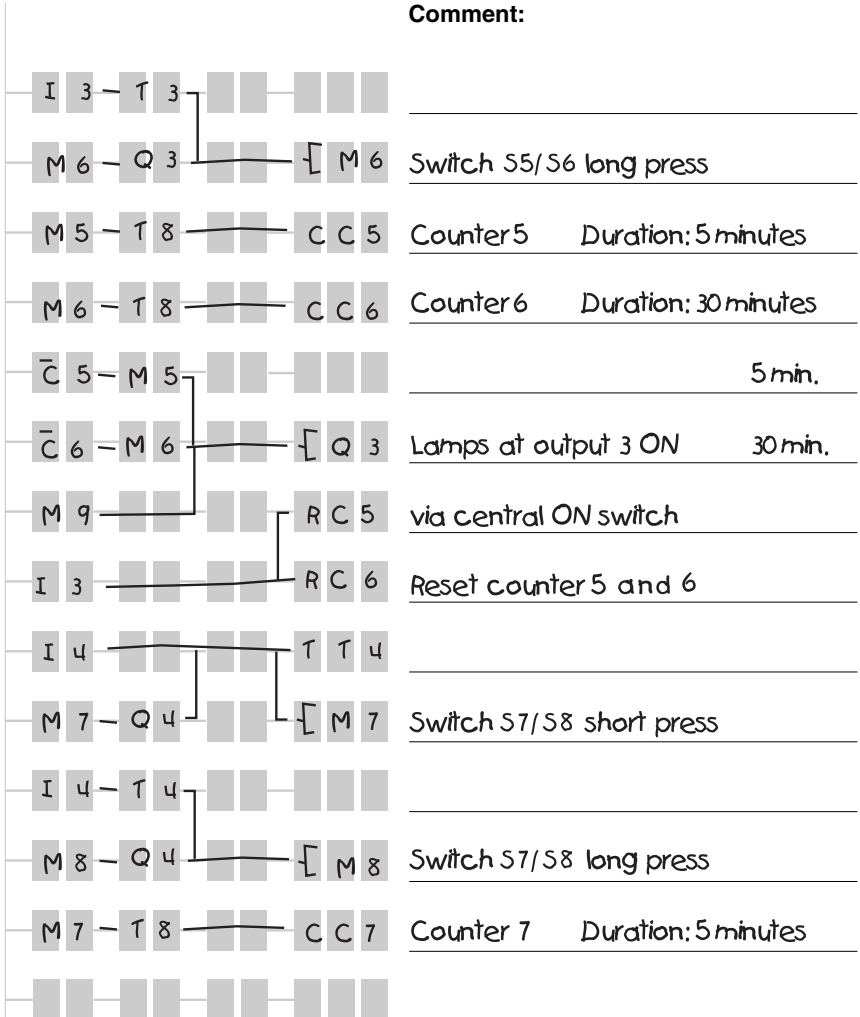 Comment:
I 3 T 3
M 6 Q 3 [ M 6 Switch S5/S6 long press
M 5 T 8 C C 5 Counter 5 Duration: 5 minutes
M 6 T 8 C C 6 Counter 6 Duration: 30 minutes
C̅ 5 M 5 5 min.
C̅ 6 M 6 [ Q 3 Lamps at output 3 ON 30 min.
M 9 R C 5 via central ON switch
I 3 R C 6 Reset counter 5 and 6
I 4 T T 4
M 7 Q 4 [ M 7 Switch S7/S8 short press
I 4 T 4
M 8 Q 4 [ M 8 Switch S7/S8 long press
M 7 T 8 C C 7 Counter 7 Duration: 5 minutes